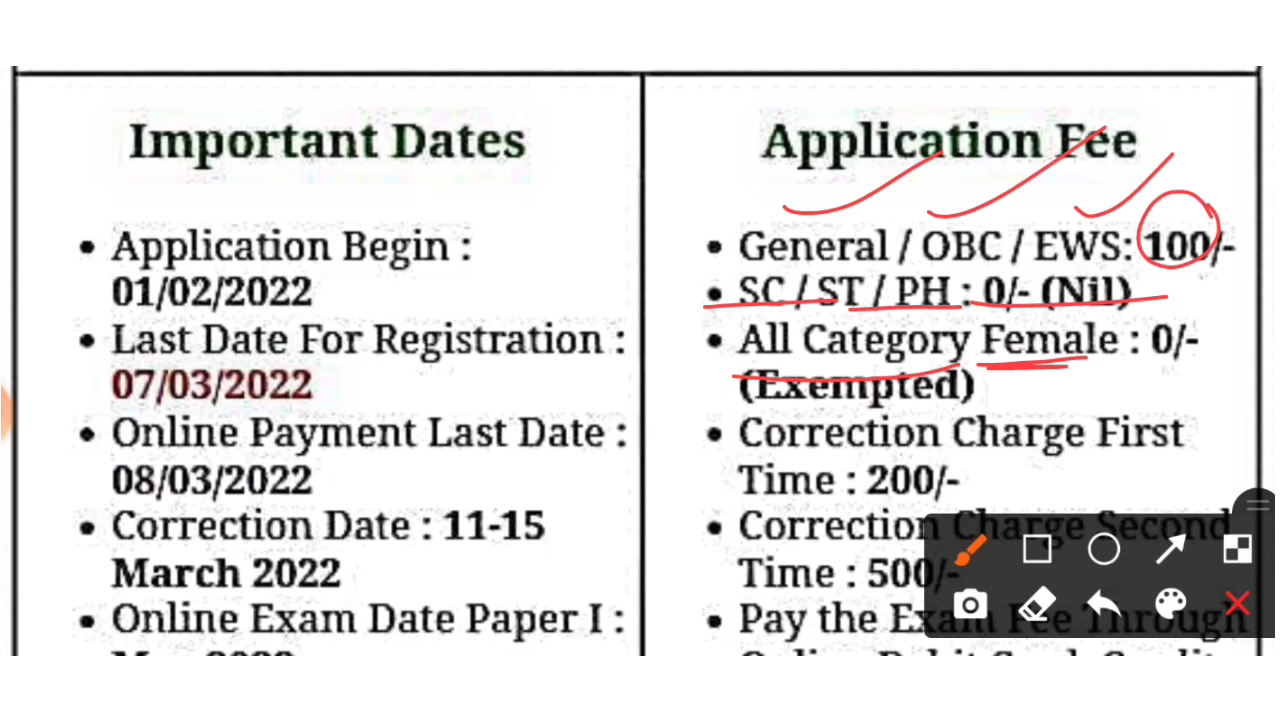 Important Dates
Application Begin :
01/02/2022
Last Date For Registration :
07/03/2022
Online Payment Last Date :
08/03/2022
Correction Date : 11-15
March 2022
Online Exam Date Paper I :
Application Fee
General / OBC / EWS: 100/-
SC / ST / PH : 0/- (Nil)
All Category Female : 0/-
(Exempted)
Correction Charge First
Time : 200/-
Correction Charge Second
Time : 500/-
Pay the Exam Fee Through